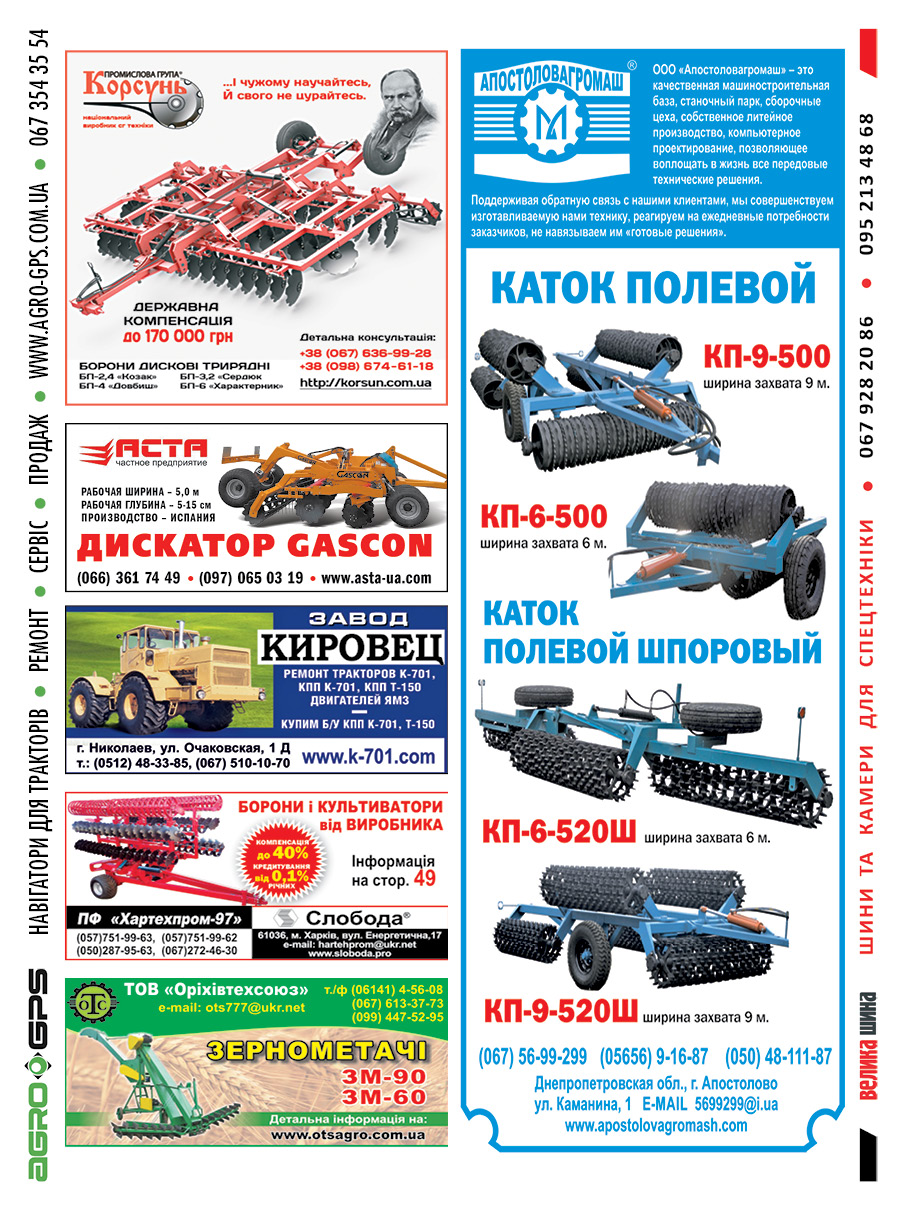 НАВІГАТОРИ ДЛЯ ТРАКТОРІВ • РЕМОНТ • СЕРВІС • ПРОДАЖ • WWW.AGRO-GPS.COM.UA • 067 354 35 54
AGRO GPS
ПРОМИСЛОВА ГРУПА®
Корсунь
національний
виробник сг техніки
...І чужому научайтесь,
Й свого не цурайтесь.
ДЕРЖАВНА
КОМПЕНСАЦІЯ
до 170 000 грн
БОРОНИ ДИСКОВІ ТРИРЯДНІ
БП-2,4 «Козак» БП-3,2 «Сердюк
БП-4 «Довбиш» БП-6 «Характерник»
Детальна консультація:
+38 (067) 636-99-28
+38 (098) 674-61-18
http://korsun.com.ua
АСТА
частное предприятие
РАБОЧАЯ ШИРИНА – 5,0 м
РАБОЧАЯ ГЛУБИНА – 5-15 см
ПРОИЗВОДСТВО – ИСПАНИЯ
GASCON
ДИСКАТОР GASCON
(066) 361 74 49 • (097) 065 03 19 • www.asta-ua.com
ЗАВОД
КИРОВЕЦ
РЕМОНТ ТРАКТОРОВ К-701,
КПП К-701, КПП Т-150
ДВИГАТЕЛЕЙ ЯМЗ
КУПИМ Б/У КПП К-701, Т-150
г. Николаев, ул. Очаковская, 1 Д
т.: (0512) 48-33-85, (067) 510-10-70
www.k-701.com
БОРОНИ і КУЛЬТИВАТОРИ
від ВИРОБНИКА
КОМПЕНСАЦІЯ
до 40%
КРЕДИТУВАННЯ
від 0,1%
РІЧНИХ
Інформація
на стор. 49
ПФ «Хартехпром-97»
(057)751-99-63, (057)751-99-62
(050)287-95-63, (067)272-46-30
Слобода®
61036, м. Харків, вул. Енергетична,17
e-mail: hartehprom@ukr.net
www.sloboda.pro
ОТС
ТОВ «Оріхівтехсоюз»
e-mail: ots777@ukr.net
т./ф (06141) 4-56-08
(067) 613-37-73
(099) 447-52-95
ЗЕРНОМЕТАЧІ
ЗМ-90
ЗМ-60
Детальна інформація на:
www.otsagro.com.ua
АПОСТОЛОВАГРОМАШ®
ООО «Апостоловагромаш» – это
качественная машиностроительная
база, станочный парк, сборочные
цеха, собственное литейное
производство, компьютерное
проектирование, позволяющее
воплощать в жизнь все передовые
технические решения.
Поддерживая обратную связь с нашими клиентами, мы совершенствуем
изготавливаемую нами технику, реагируем на ежедневные потребности
заказчиков, не навязываем им «готовые решения».
КАТОК ПОЛЕВОЙ
КП-9-500
ширина захвата 9 м.
КП-6-500
ширина захвата 6 м.
КАТОК
ПОЛЕВОЙ ШПОРОВЫЙ
КП-6-520Ш ширина захвата 6 м.
КП-9-520Ш ширина захвата 9 м.
(067) 56-99-299 (05656) 9-16-87 (050) 48-111-87
Днепропетровская обл., г. Апостолово
ул. Каманина, 1 E-MAIL 5699299@i.ua
www.apostolovagromash.com
ВЕЛИКА ШИНА
ШИНИ ТА КАМЕРИ ДЛЯ СПЕЦТЕХНІКИ • 067 928 20 86 • 095 213 48 68